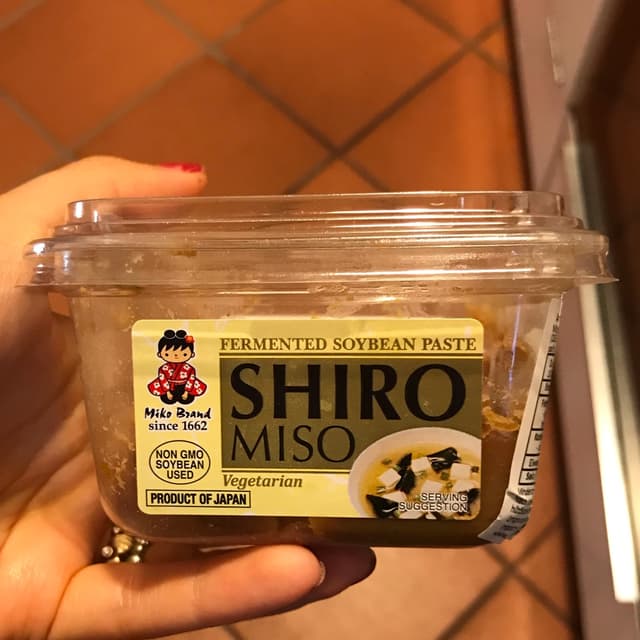 FERMENTED SOYBEAN PASTE
SHIRO
MISO
Miko Brand
since 1662
NON GMO
SOYBEAN
USED
Vegetarian
PRODUCT OF JAPAN
SERVING
SUGGESTION